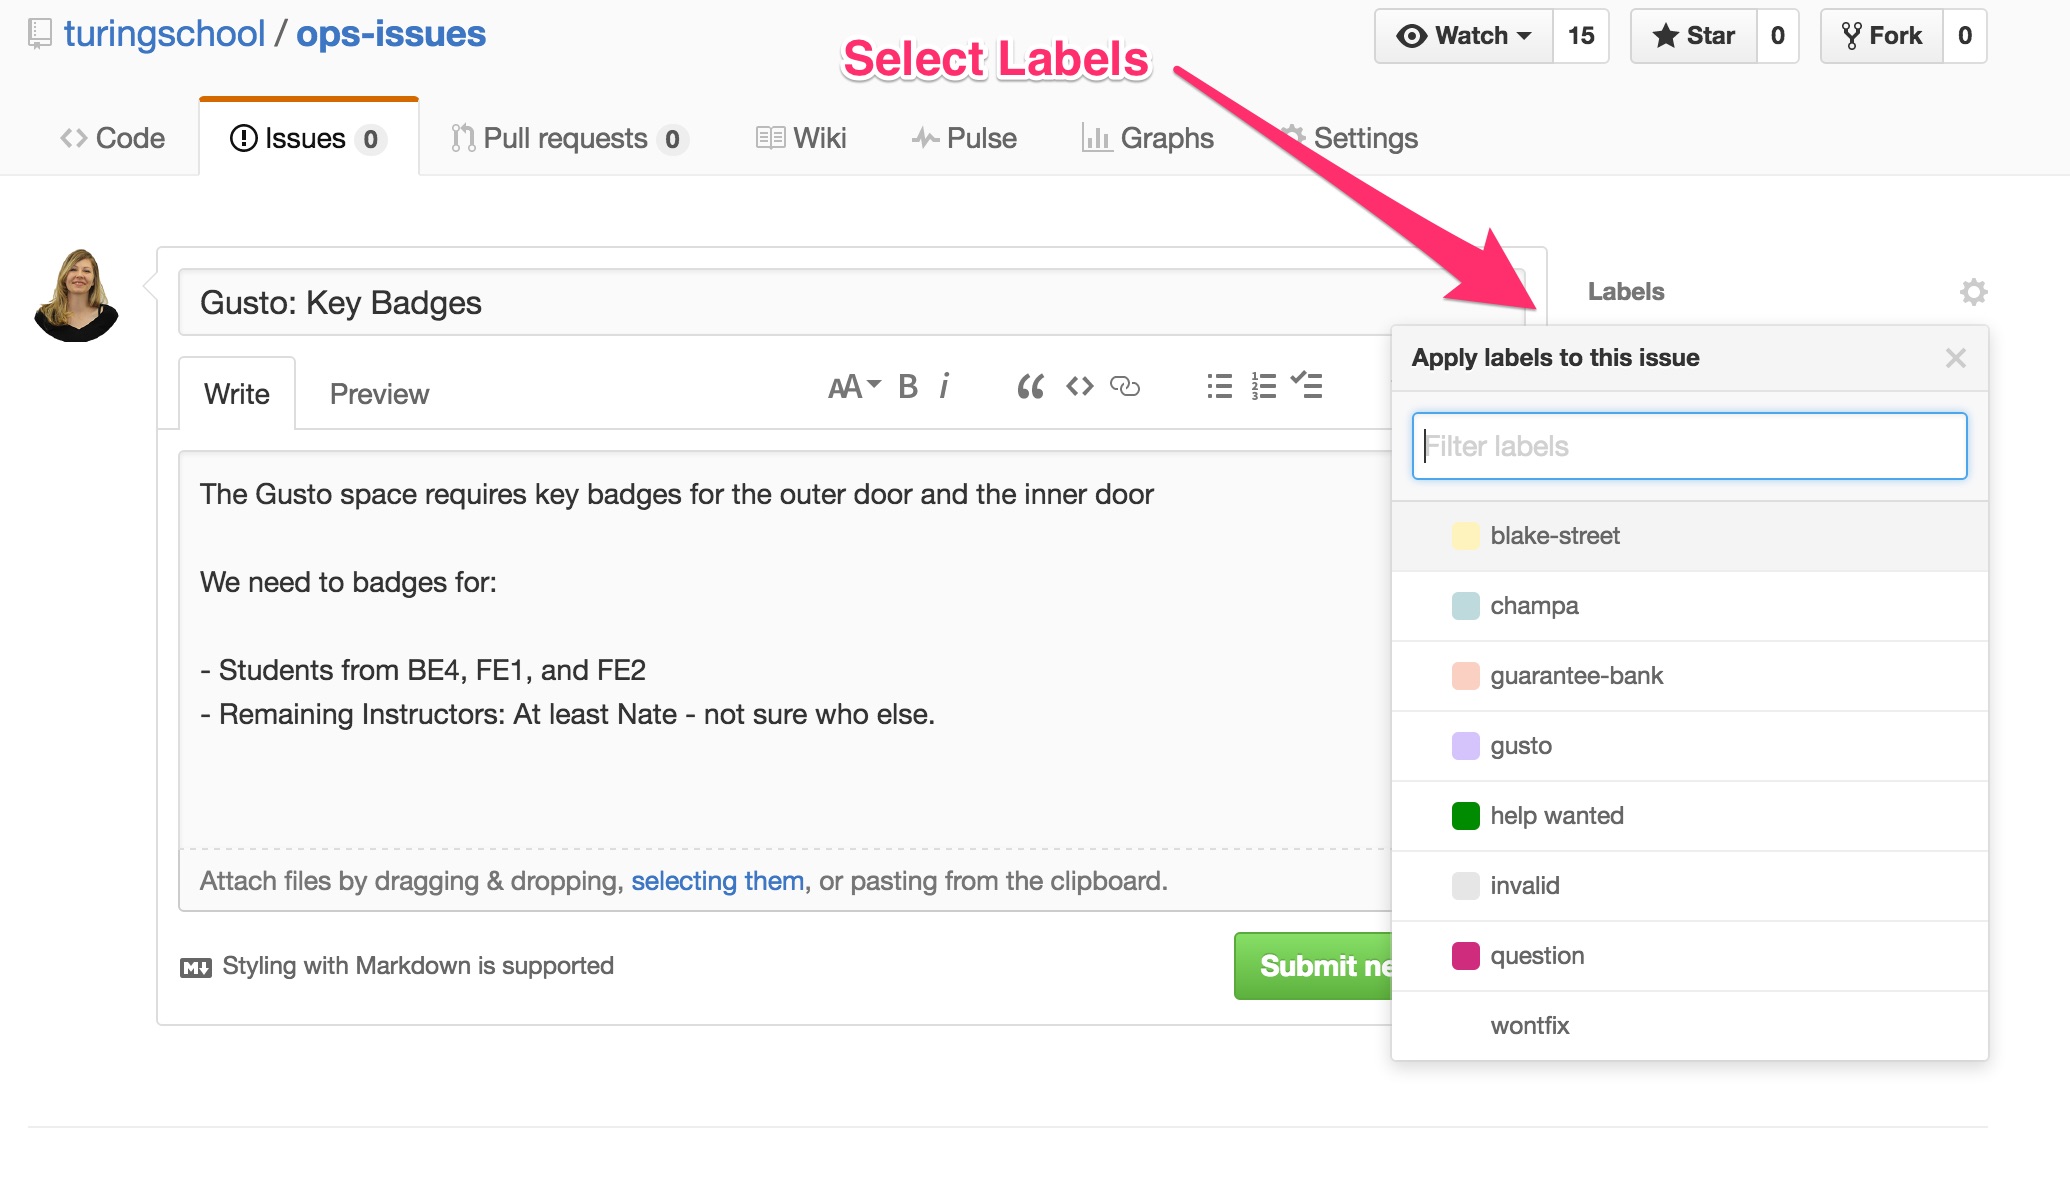 turingschool / ops-issues
Select Labels
Watch 15 Star 0 Fork 0
Code Issues 0 Pull requests 0 Wiki Pulse Graphs Settings
Gusto: Key Badges
Labels
Write Preview AA B i
Apply labels to this issue
Filter labels
The Gusto space requires key badges for the outer door and the inner door
We need to badges for:
- Students from BE4, FE1, and FE2
- Remaining Instructors: At least Nate - not sure who else.
Attach files by dragging & dropping, selecting them, or pasting from the clipboard.
Styling with Markdown is supported
Submit ne
blake-street
champa
guarantee-bank
gusto
help wanted
invalid
question
wontfix